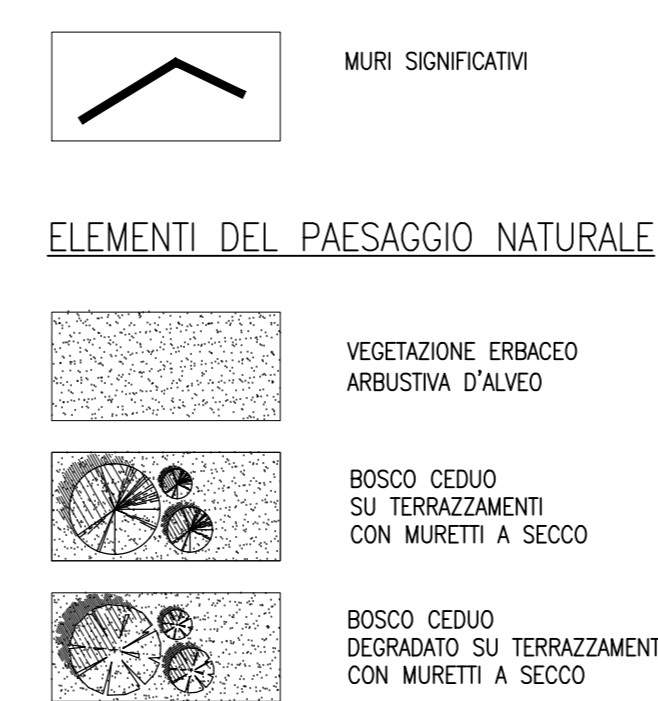 MURI SIGNIFICATIVI
ELEMENTI DEL PAESAGGIO NATURALE
VEGETAZIONE ERBACEO
ARBUSTIVA D'ALVEO
BOSCO CEDUO
SU TERRAZZAMENTI
CON MURETTI A SECCO
BOSCO CEDUO
DEGRADATO SU TERRAZZAMENT
CON MURETTI A SECCO